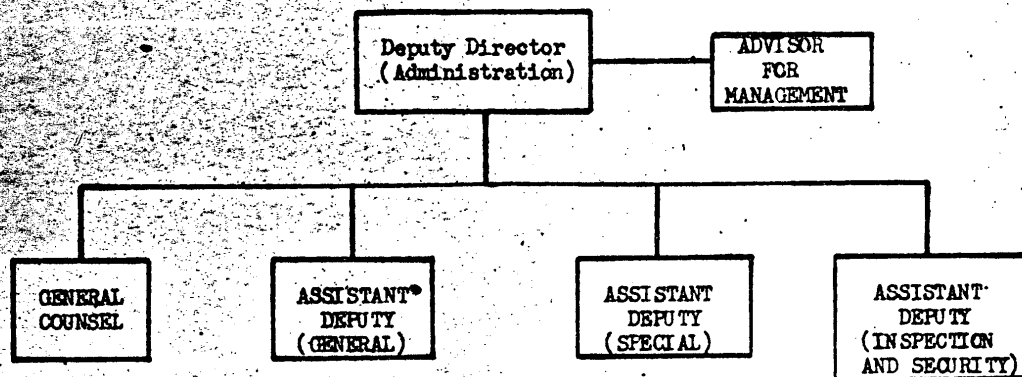 Deputy Director
(Administration)
ADVISOR
FOR
MANAGEMENT
GENERAL
COUNSEL
ASSISTANT
DEPUTY
(GENERAL)
ASSISTANT
DEPUTY
(SPECIAL)
ASSISTANT
DEPUTY
(INSPECTION
AND SECURITY)